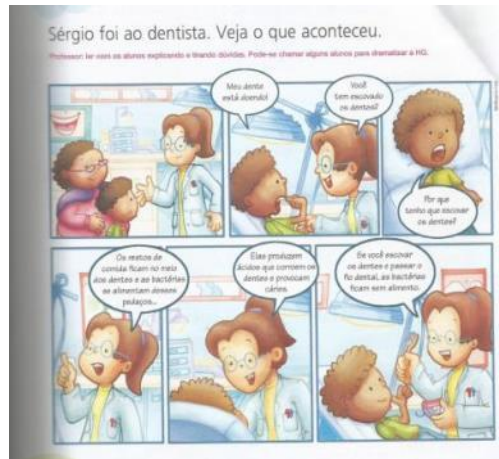 Sérgio foi ao dentista. Veja o que aconteceu.
Professor: ler com os alunos explicando e tirando dúvidas. Pode-se chamar alguns alunos para dramatizar a HQ.
Meu dente
está doendo!
Você
tem escovado
os dentes?
Por que
tenho que escovar
os dentes?
Os restos de
comida ficam no meio
dos dentes e as bactérias
se alimentam desses
pedaços...
Elas produzem
ácidos que corroem os
dentes e provocam
cáries.
Se você escovar
os dentes e passar o
fio dental, as bactérias
ficam sem alimento.